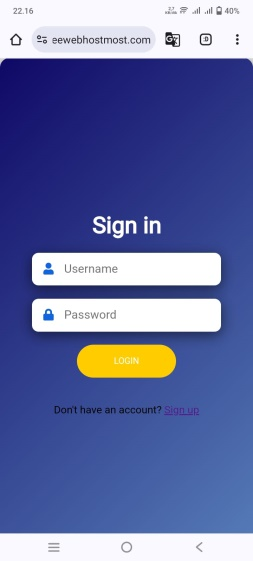 22.16
40%
eewebhostmost.com
:D
Sign in
Username
Password
LOGIN
Don't have an account? Sign up